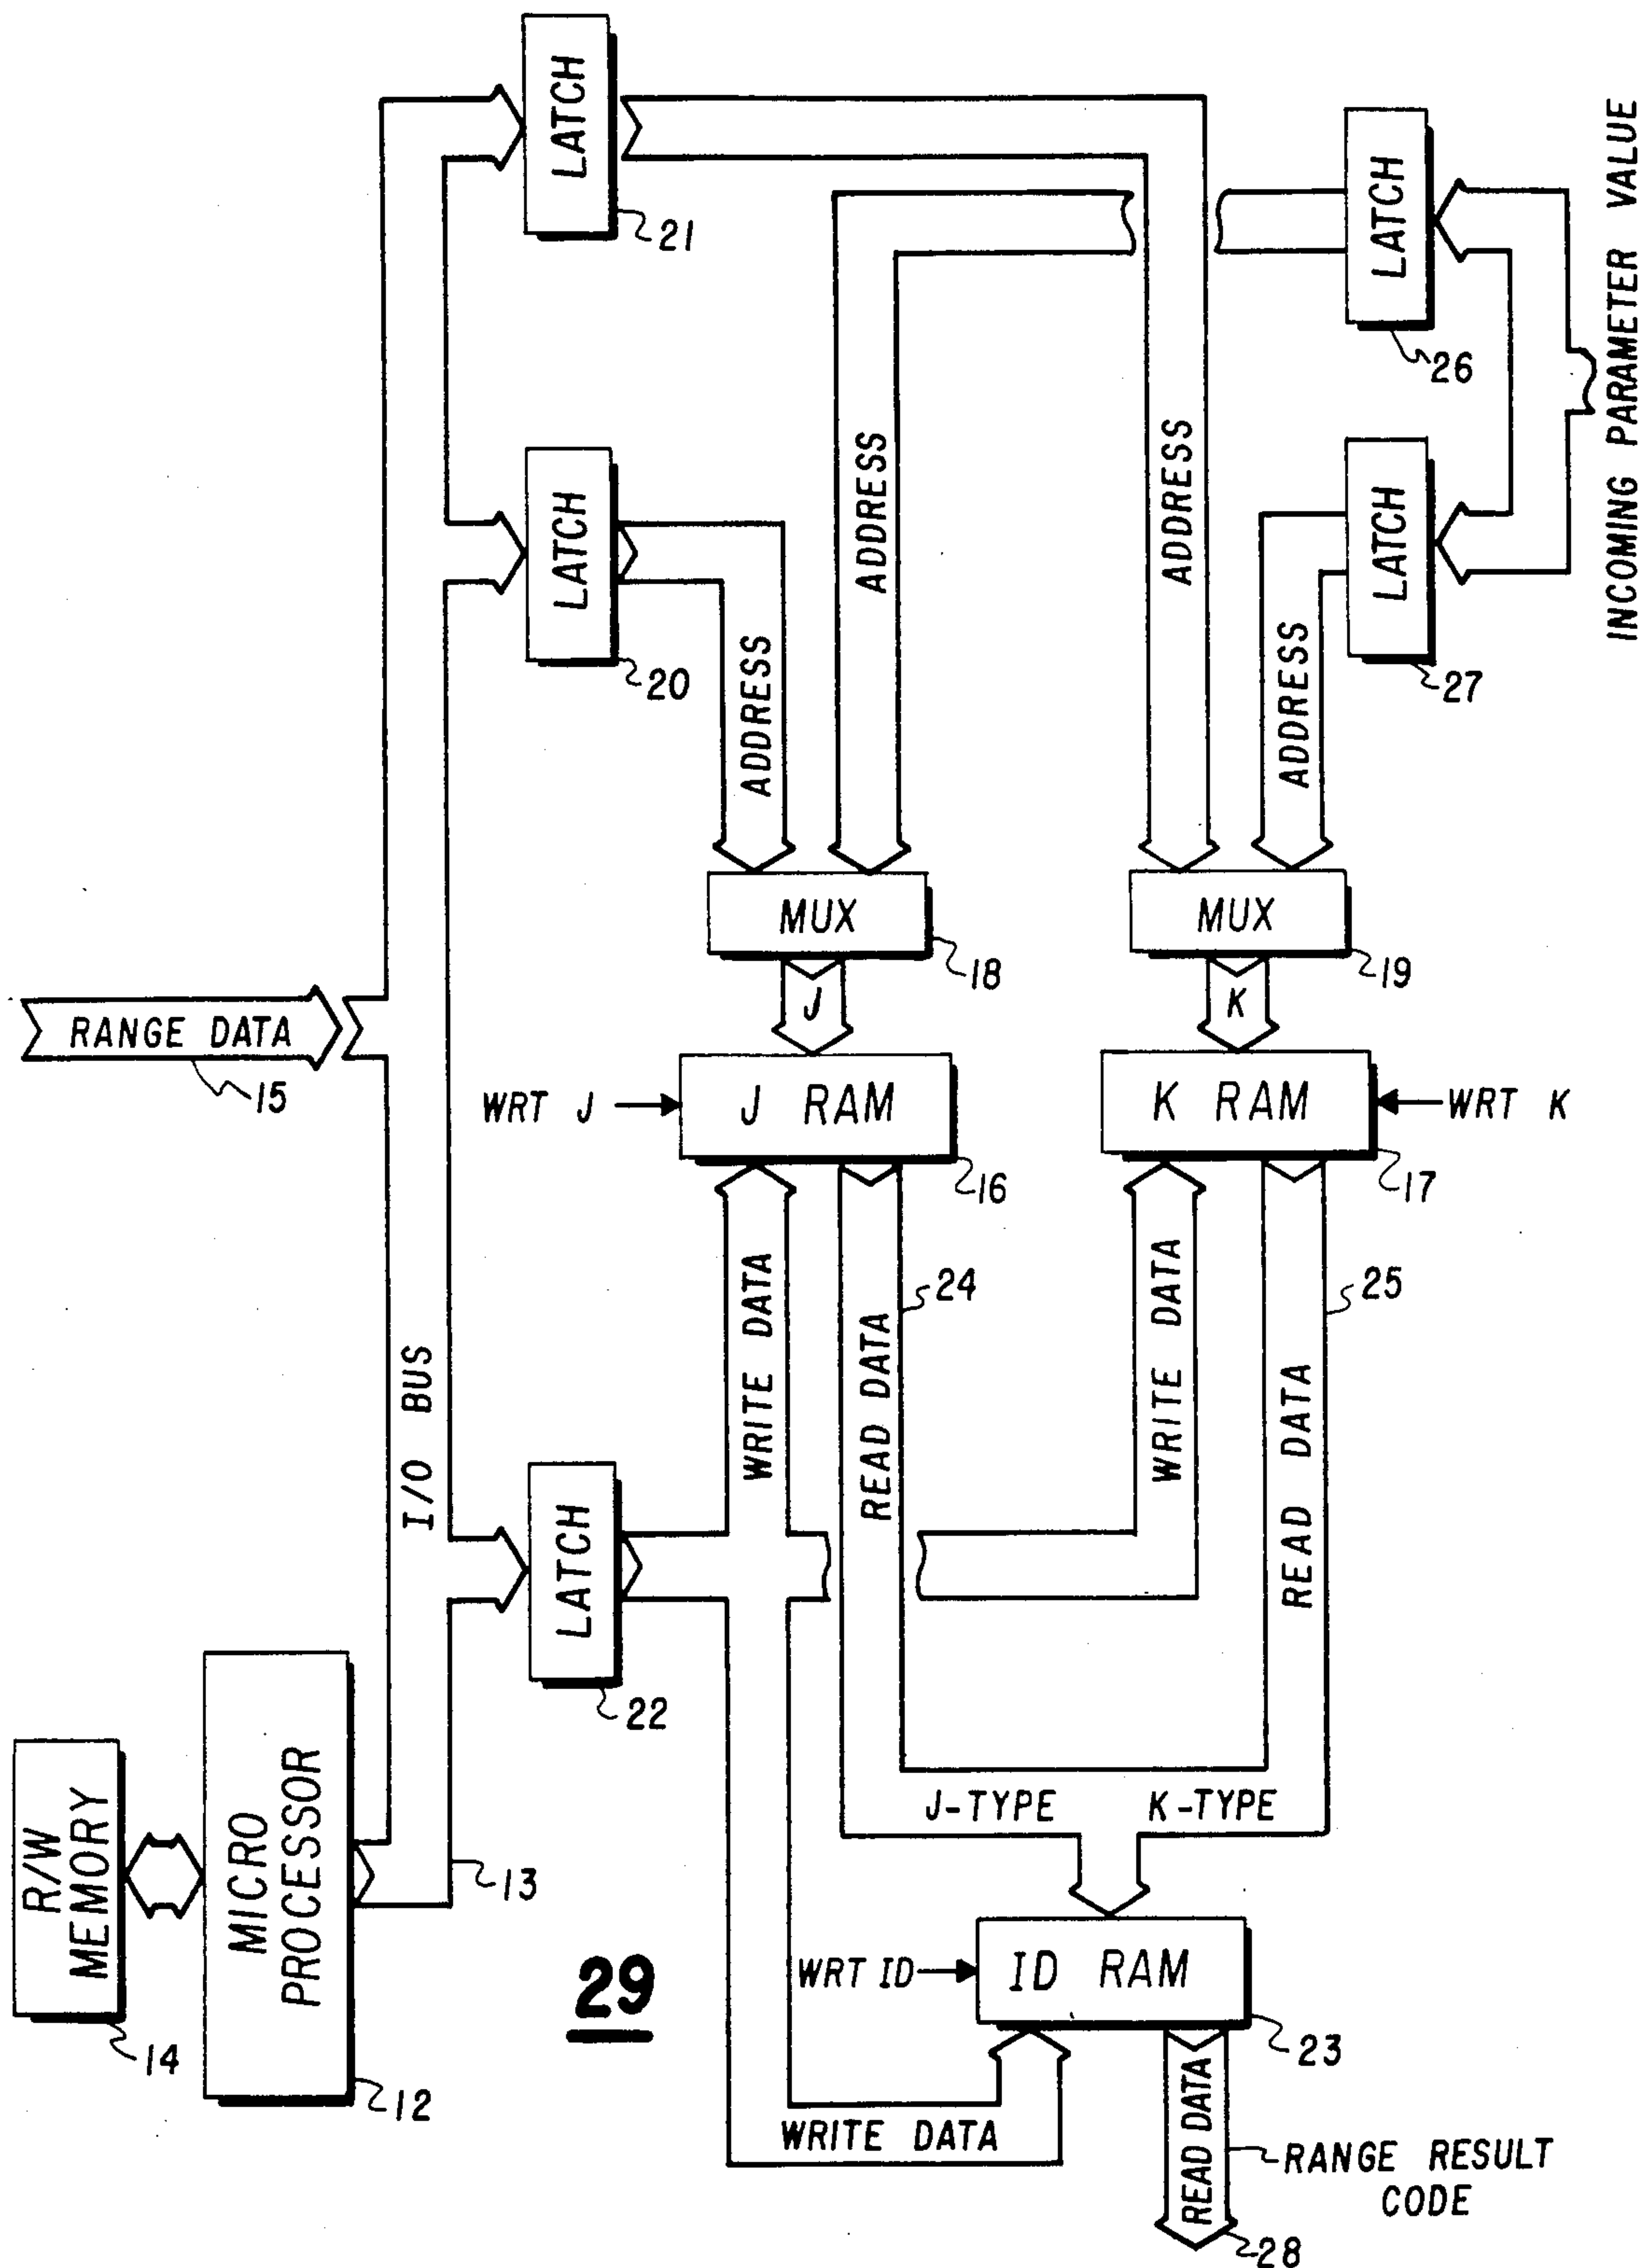 LATCH
21
LATCH
26
INCOMING PARAMETER VALUE
LATCH
20
LATCH
27
ADDRESS
ADDRESS
ADDRESS
ADDRESS
MUX
18
MUX
19
RANGE DATA
15
J
K
WRT J
J RAM
16
K RAM
17
WRT K
I/O BUS
WRITE DATA
READ DATA
24
WRITE DATA
READ DATA
25
LATCH
22
R/W
MEMORY
14
MICRO
PROCESSOR
12
13
J-TYPE
K-TYPE
29
WRT ID
ID RAM
23
WRITE DATA
READ DATA
RANGE RESULT
CODE
28